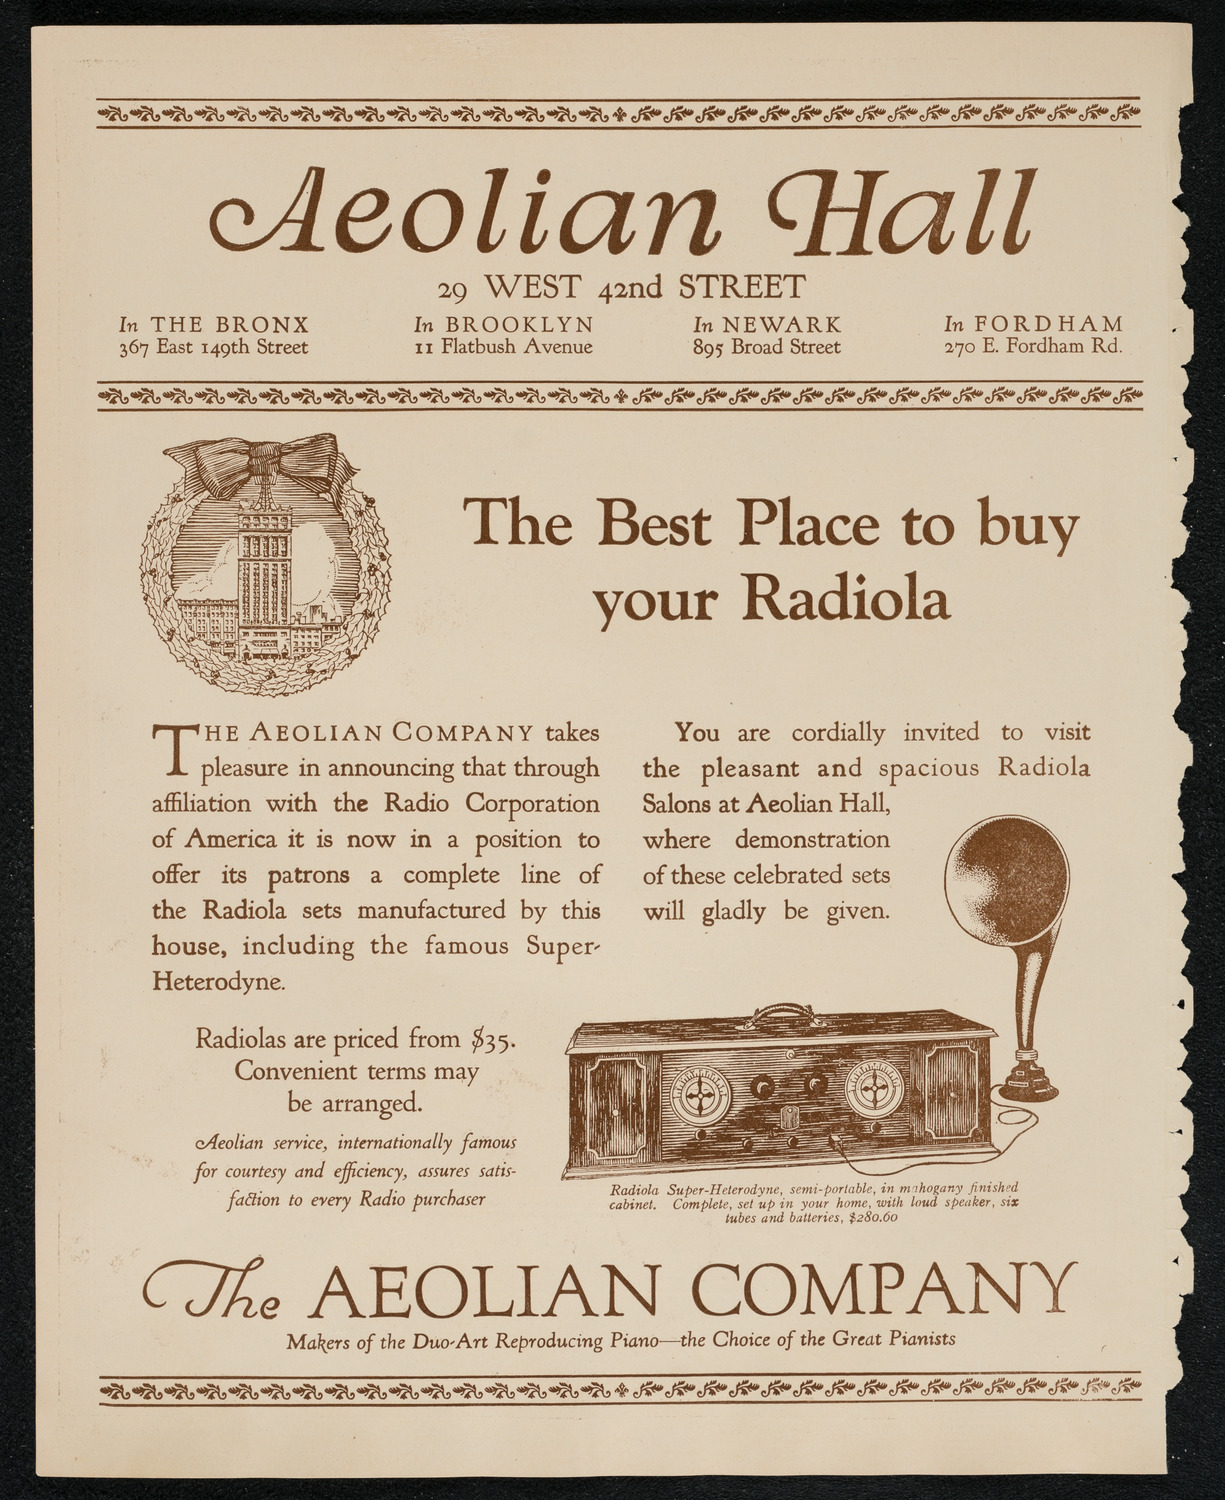 Aeolian Hall
29 WEST 42nd STREET
In THE BRONX
367 East 149th Street
In BROOKLYN
11 Flatbush Avenue
In NEWARK
895 Broad Street
In FORDHAM
270 E. Fordham Rd.
The Best Place to buy
your Radiola
THE AEOLIAN COMPANY takes
pleasure in announcing that through
affiliation with the Radio Corporation
of America it is now in a position to
offer its patrons a complete line of
the Radiola sets manufactured by this
house, including the famous Super-
Heterodyne.
Radiolas are priced from $35.
Convenient terms may
be arranged.
Aeolian service, internationally famous
for courtesy and efficiency, assures satis-
faction to every Radio purchaser
You are cordially invited to visit
the pleasant and spacious Radiola
Salons at Aeolian Hall,
where demonstration
of these celebrated sets
will gladly be given.
Radiola Super-Heterodyne, semi-portable, in mahogany finished
cabinet. Complete, set up in your home, with loud speaker, six
tubes and batteries, $280.60
The AEOLIAN COMPANY
Makers of the Duo-Art Reproducing Piano—the Choice of the Great Pianists